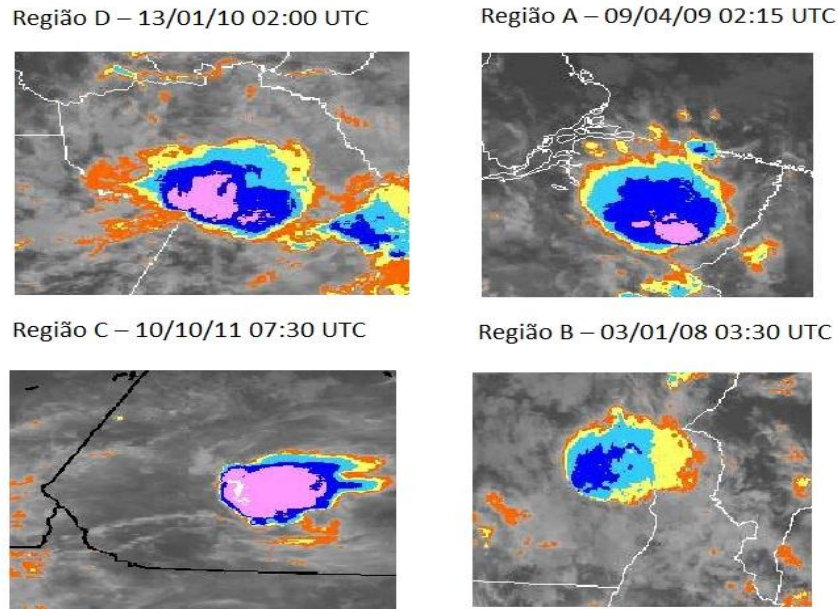 Região D – 13/01/10 02:00 UTC
Região A – 09/04/09 02:15 UTC
Região C – 10/10/11 07:30 UTC
Região B – 03/01/08 03:30 UTC